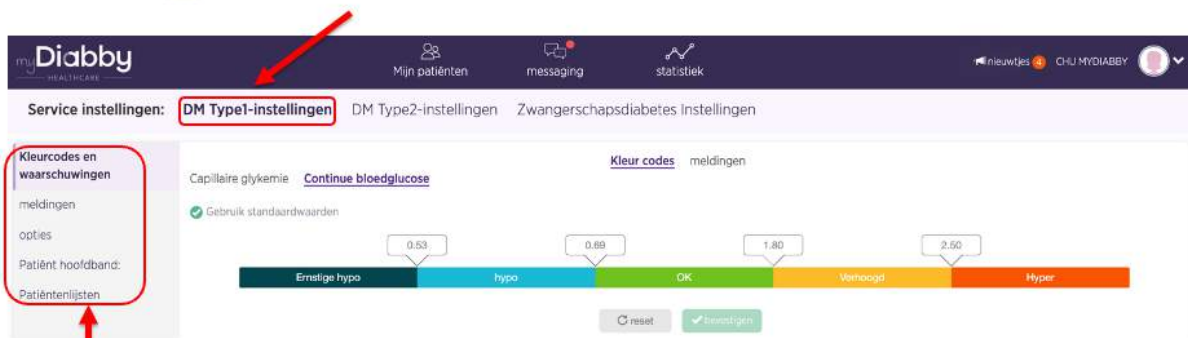 myDiabby
HEALTHCARE
Mijn patiënten
messaging
statistiek
nieuwtjes 4
CHU MYDIABBY
Service instellingen:
DM Type1-instellingen
DM Type2-instellingen
Zwangerschapsdiabetes Instellingen
Kleurcodes en
waarschuwingen
meldingen
opties
Patiënt hoofdband:
Patiëntenlijsten
Kleur codes
meldingen
Capillaire glykemie
Continue bloedglucose
Gebruik standaardwaarden
0.53
0.69
1.80
2.50
Ernstige hypo
hypo
OK
Verhoogd
Hyper
reset
bevestigen